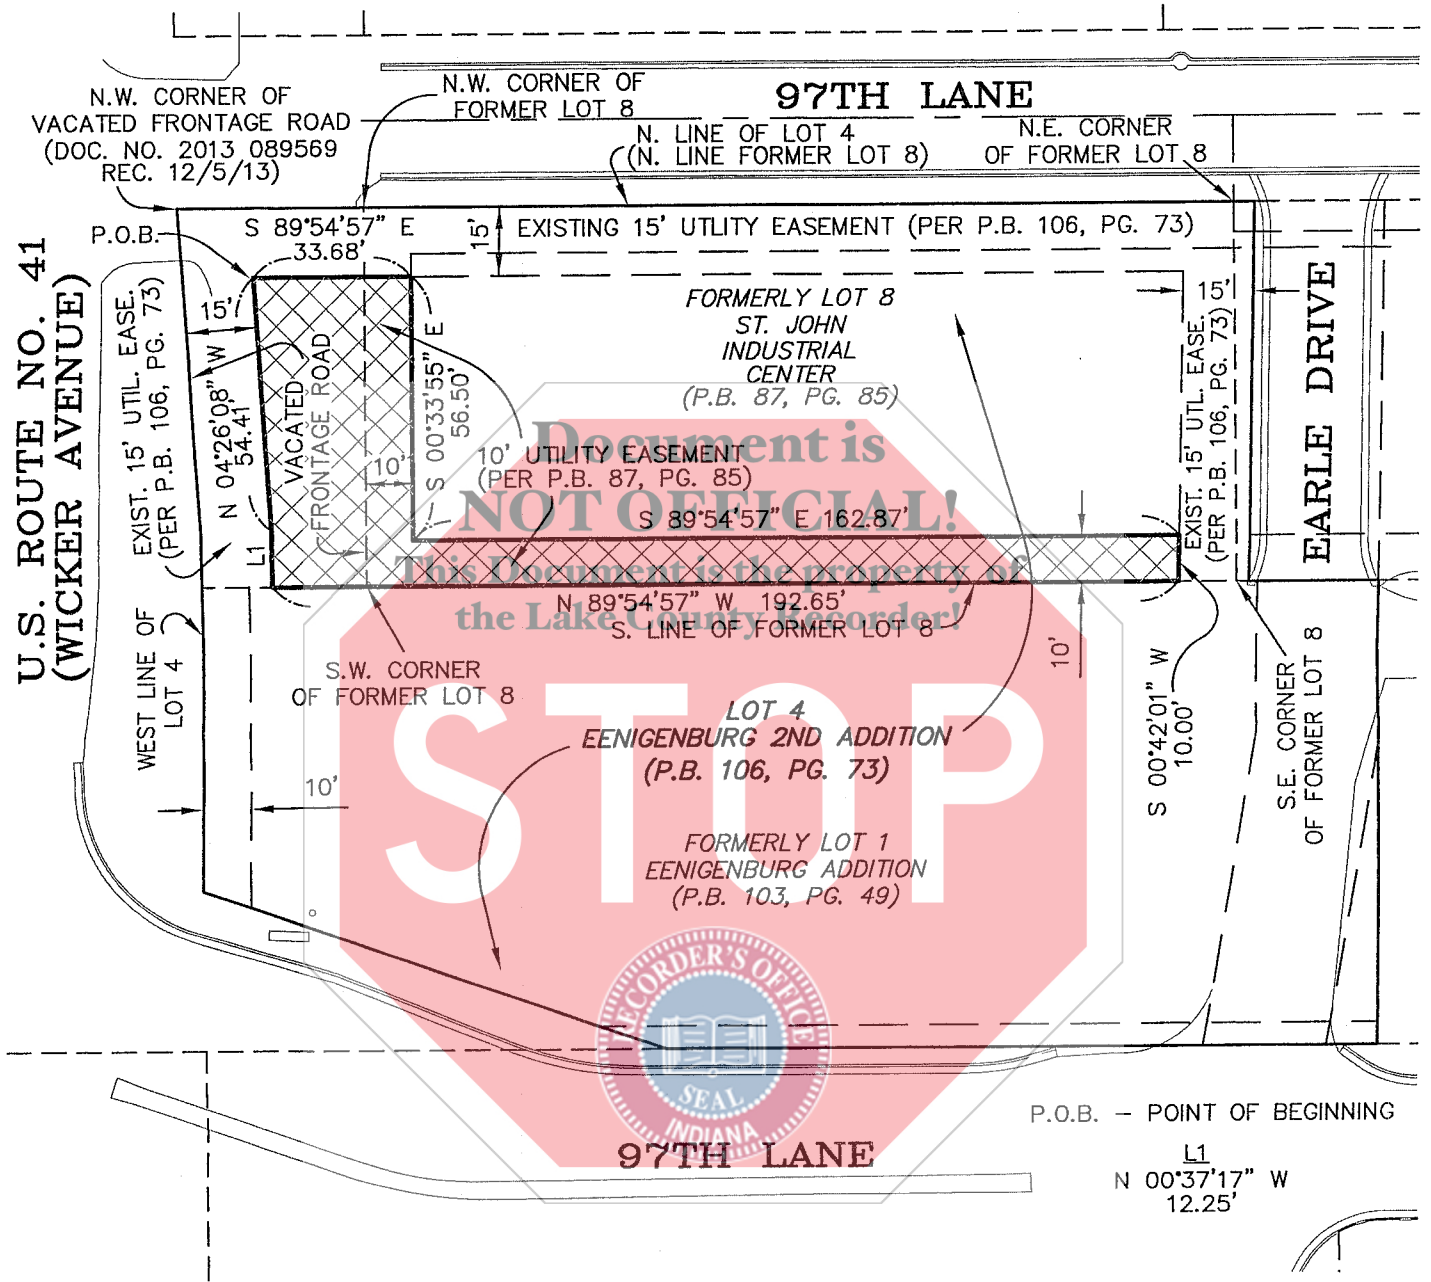 97TH LANE
N.W. CORNER OF
FORMER LOT 8
N.W. CORNER OF
VACATED FRONTAGE ROAD
(DOC. NO. 2013 089569
REC. 12/5/13)
N. LINE OF LOT 4
(N. LINE FORMER LOT 8)
N.E. CORNER
OF FORMER LOT 8
P.O.B.
S 89°54'57" E
33.68'
15'
EXISTING 15' UTLITY EASEMENT (PER P.B. 106, PG. 73)
U.S. ROUTE NO. 41
(WICKER AVENUE)
EXIST. 15' UTIL. EASE.
(PER P.B. 106, PG. 73)
15'
N 04°26'08" W
54.41'
VACATED
FRONTAGE ROAD
S 00°33'55" E
56.50'
10'
L1
FORMERLY LOT 8
ST. JOHN
INDUSTRIAL
CENTER
(P.B. 87, PG. 85)
15'
EXIST. 15' UTL. EASE.
(PER P.B. 106, PG. 73)
EARLE DRIVE
Document is
NOT OFFICIAL!
This Document is the property of
the Lake County Recorder!
10' UTILITY EASEMENT
(PER P.B. 87, PG. 85)
S 89°54'57" E 162.87'
N 89°54'57" W 192.65'
S. LINE OF FORMER LOT 8
10'
S 00°42'01" W
10.00'
S.W. CORNER
OF FORMER LOT 8
S.E. CORNER
OF FORMER LOT 8
WEST LINE OF
LOT 4
10'
STOP
LOT 4
EENIGENBURG 2ND ADDITION
(P.B. 106, PG. 73)
FORMERLY LOT 1
EENIGENBURG ADDITION
(P.B. 103, PG. 49)
RECORDER'S OFFICE
SEAL
INDIANA
97TH LANE
P.O.B. - POINT OF BEGINNING
L1
N 00°37'17" W
12.25'